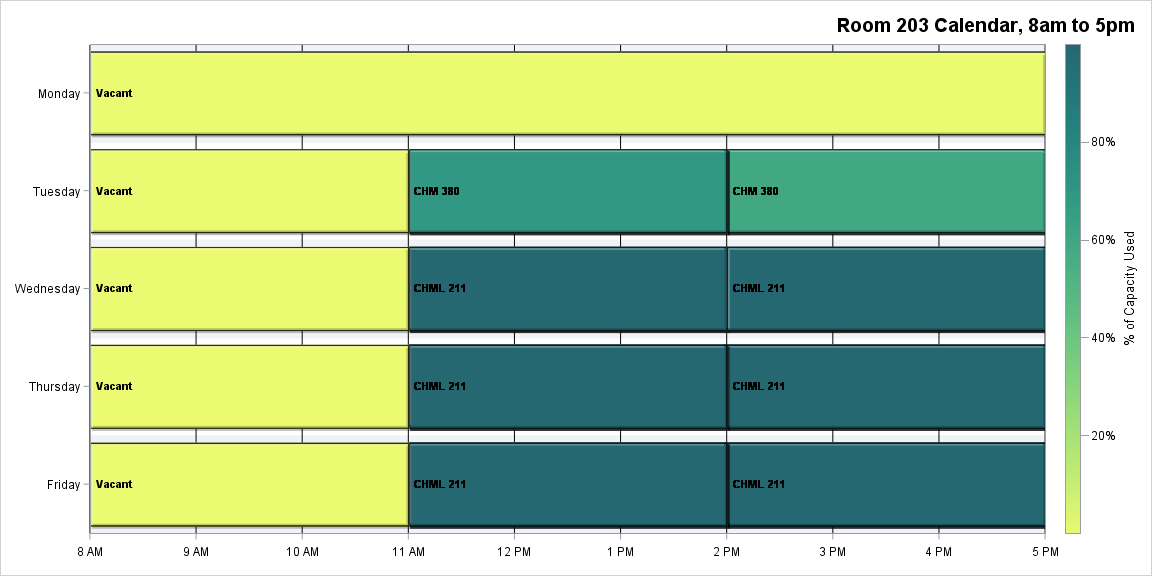 Room 203 Calendar, 8am to 5pm
Monday
Vacant
Tuesday
Vacant
CHM 380
CHM 380
Wednesday
Vacant
CHML 211
CHML 211
Thursday
Vacant
CHML 211
CHML 211
Friday
Vacant
CHML 211
CHML 211
8 AM
9 AM
10 AM
11 AM
12 PM
1 PM
2 PM
3 PM
4 PM
5 PM
80%
60%
40%
20%
% of Capacity Used